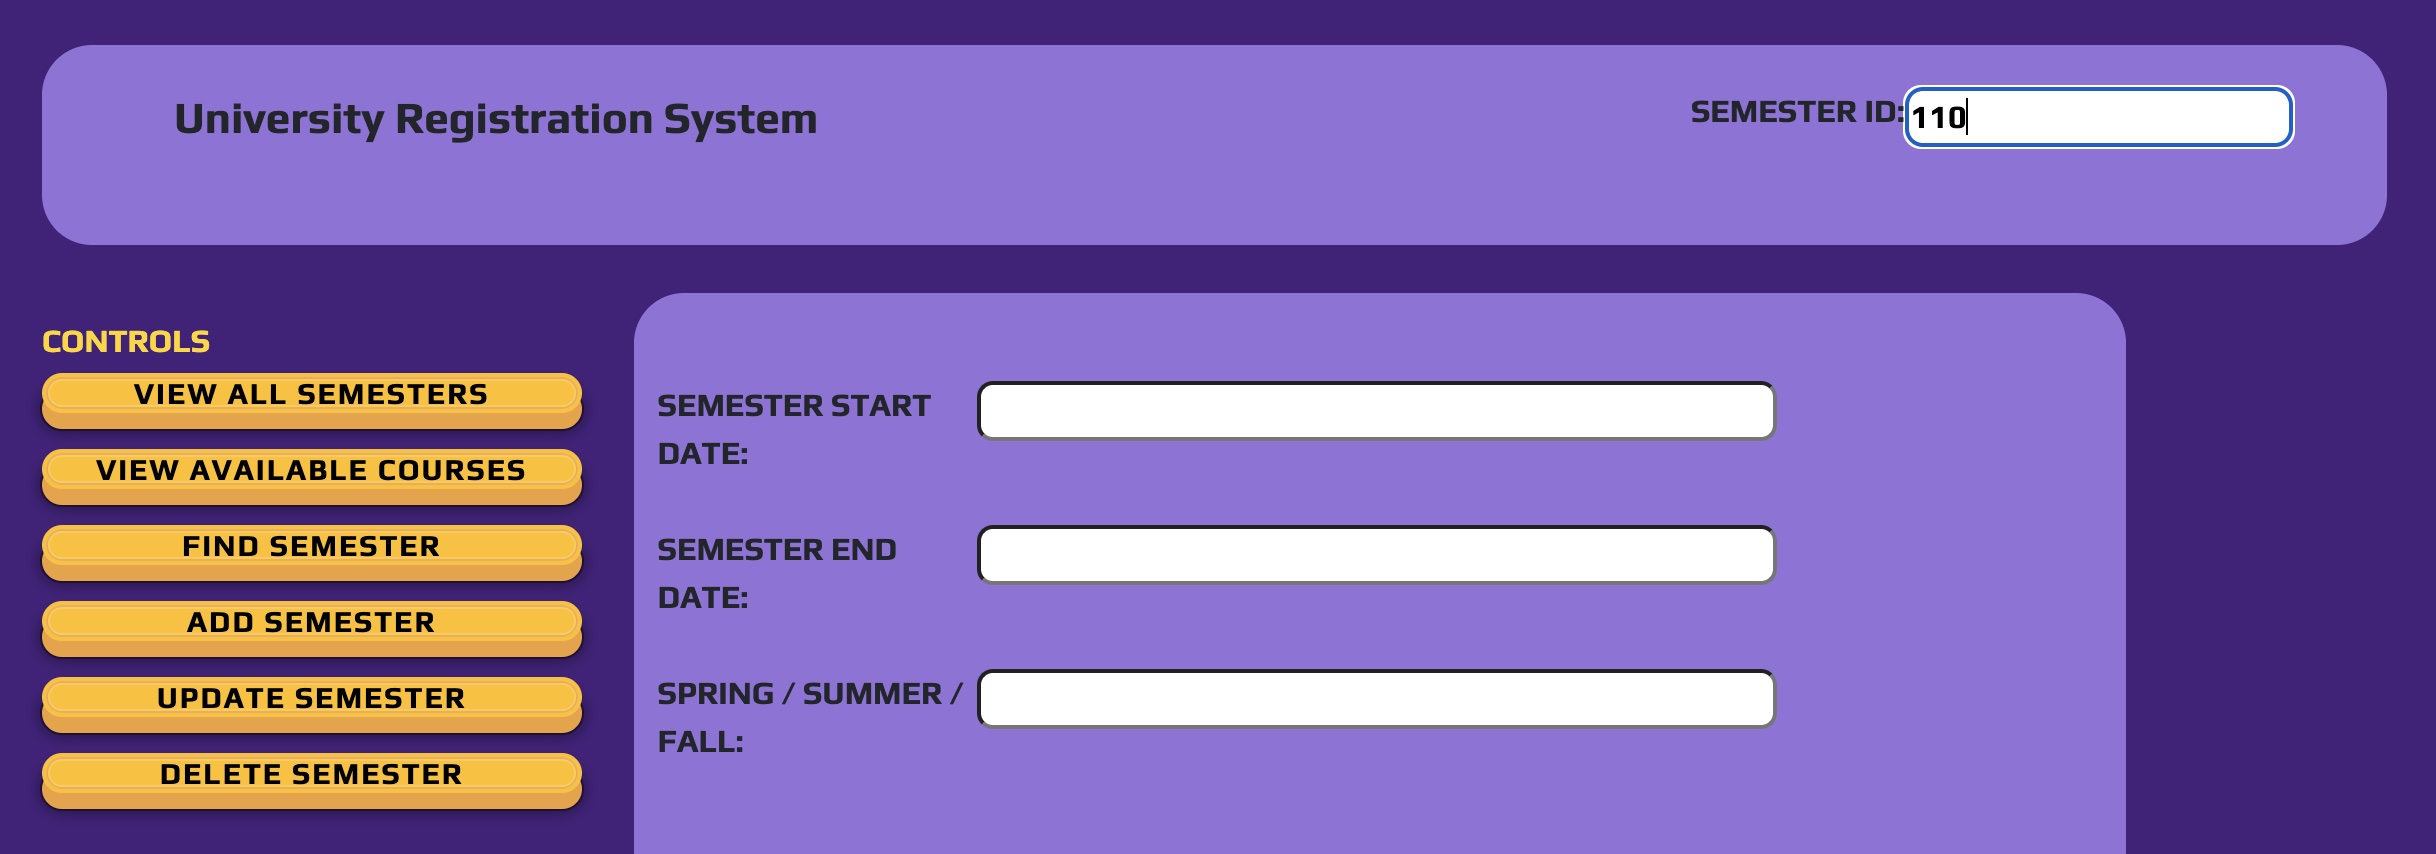 University Registration System
SEMESTER ID: 110
CONTROLS
VIEW ALL SEMESTERS
VIEW AVAILABLE COURSES
FIND SEMESTER
ADD SEMESTER
UPDATE SEMESTER
DELETE SEMESTER
SEMESTER START
DATE:
SEMESTER END
DATE:
SPRING / SUMMER /
FALL: